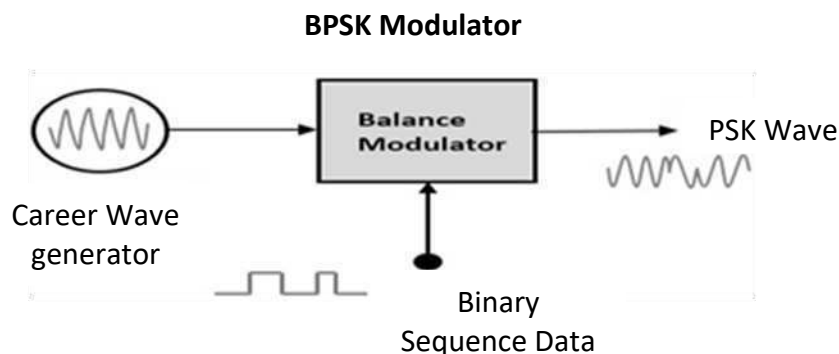 BPSK Modulator
Balance
Modulator
PSK Wave
Career Wave
generator
Binary
Sequence Data